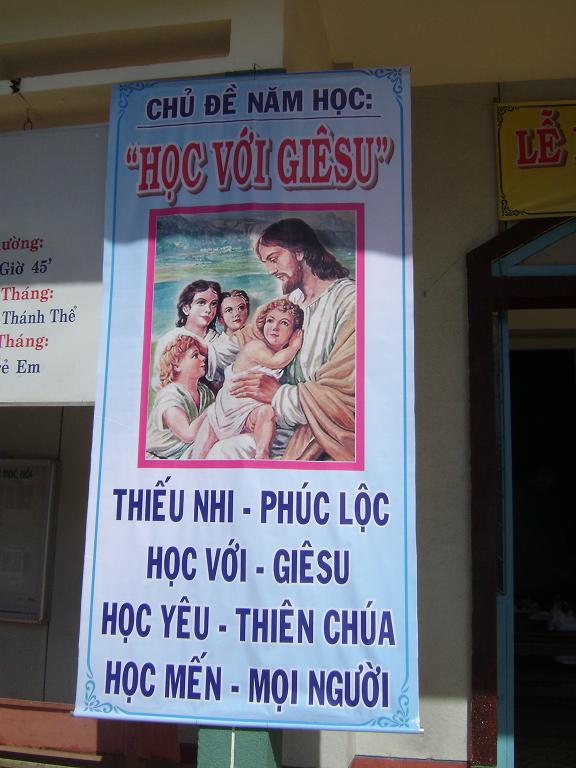 CHỦ ĐỀ NĂM HỌC:
“HỌC VỚI GIÊSU”
THIẾU NHI - PHÚC LỘC
HỌC VỚI - GIÊSU
HỌC YÊU - THIÊN CHÚA
HỌC MẾN - MỌI NGƯỜI
LỄ
Giờ 45’
Tháng:
Thánh Thể
Tháng:
Em